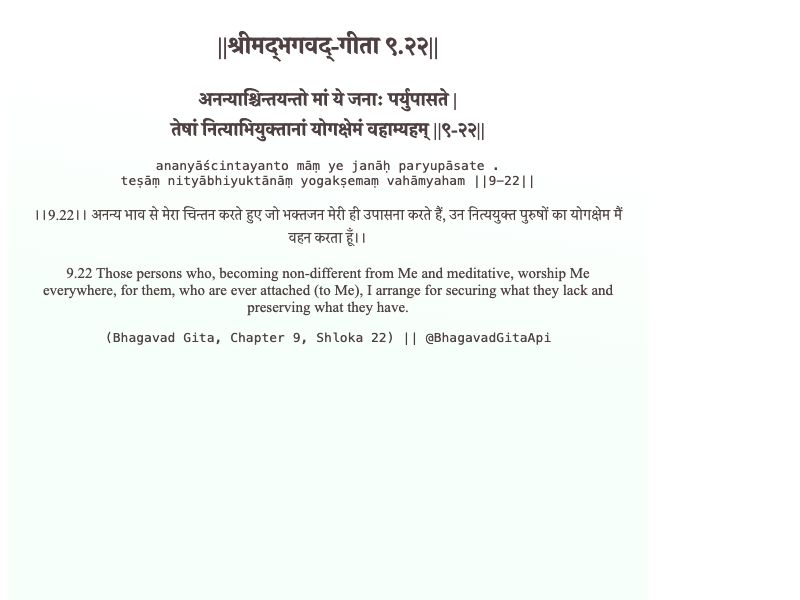 ||श्रीमद्भगवद्-गीता ९.२२||
अनन्याश्चिन्तयन्तो मां ये जनाः पर्युपासते |
तेषां नित्याभियुक्तानां योगक्षेमं वहाम्यहम् ||९-२२||
ananyāścintayanto māṃ ye janāḥ paryupāsate .
teṣāṃ nityābhiyuktānāṃ yogakṣemaṃ vahāmyaham ||9-22||
।।9.22।। अनन्य भाव से मेरा चिन्तन करते हुए जो भक्तजन मेरी ही उपासना करते हैं, उन नित्ययुक्त पुरुषों का योगक्षेम मैं
वहन करता हूँ।।
9.22 Those persons who, becoming non-different from Me and meditative, worship Me
everywhere, for them, who are ever attached (to Me), I arrange for securing what they lack and
preserving what they have.
(Bhagavad Gita, Chapter 9, Shloka 22) || @BhagavadGitaApi